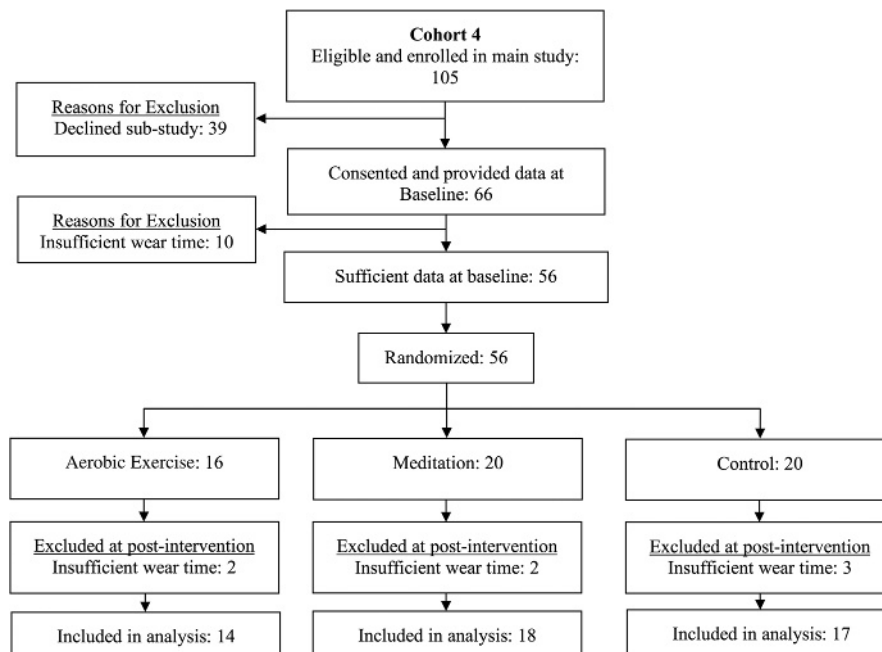 Cohort 4
Eligible and enrolled in main study:
105
Reasons for Exclusion
Declined sub-study: 39
Consented and provided data at
Baseline: 66
Reasons for Exclusion
Insufficient wear time: 10
Sufficient data at baseline: 56
Randomized: 56
Aerobic Exercise: 16
Meditation: 20
Control: 20
Excluded at post-intervention
Insufficient wear time: 2
Excluded at post-intervention
Insufficient wear time: 2
Excluded at post-intervention
Insufficient wear time: 3
Included in analysis: 14
Included in analysis: 18
Included in analysis: 17